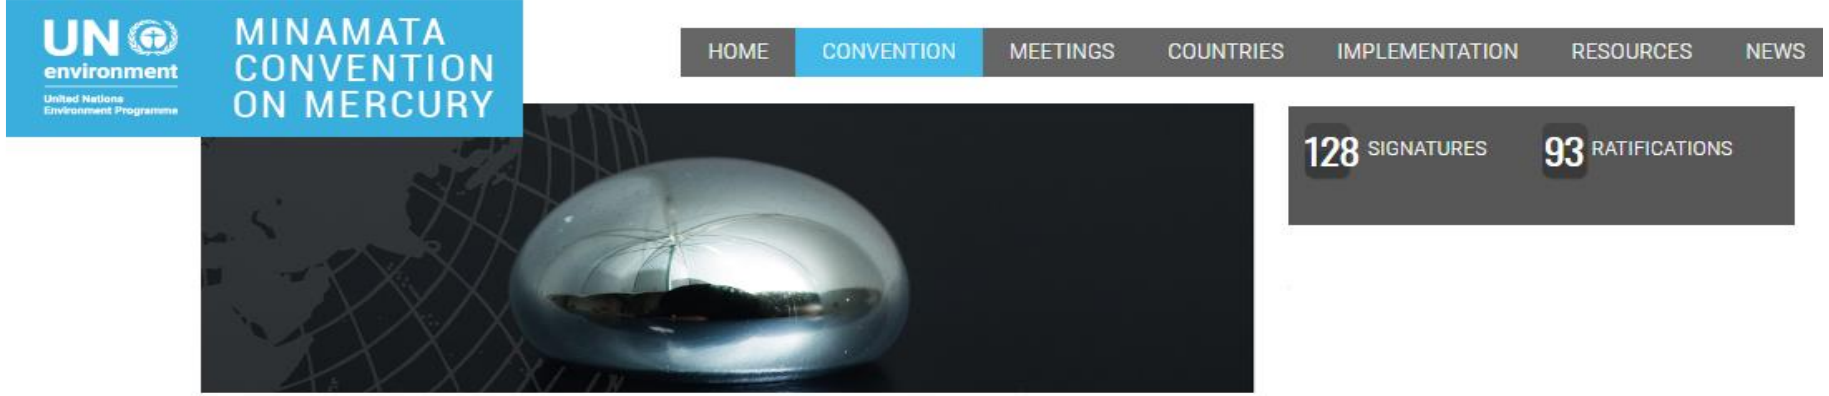 UN
environment
United Nations
Environment Programme
MINAMATA
CONVENTION
ON MERCURY
HOME CONVENTION MEETINGS COUNTRIES IMPLEMENTATION RESOURCES NEWS
128 SIGNATURES 93 RATIFICATIONS